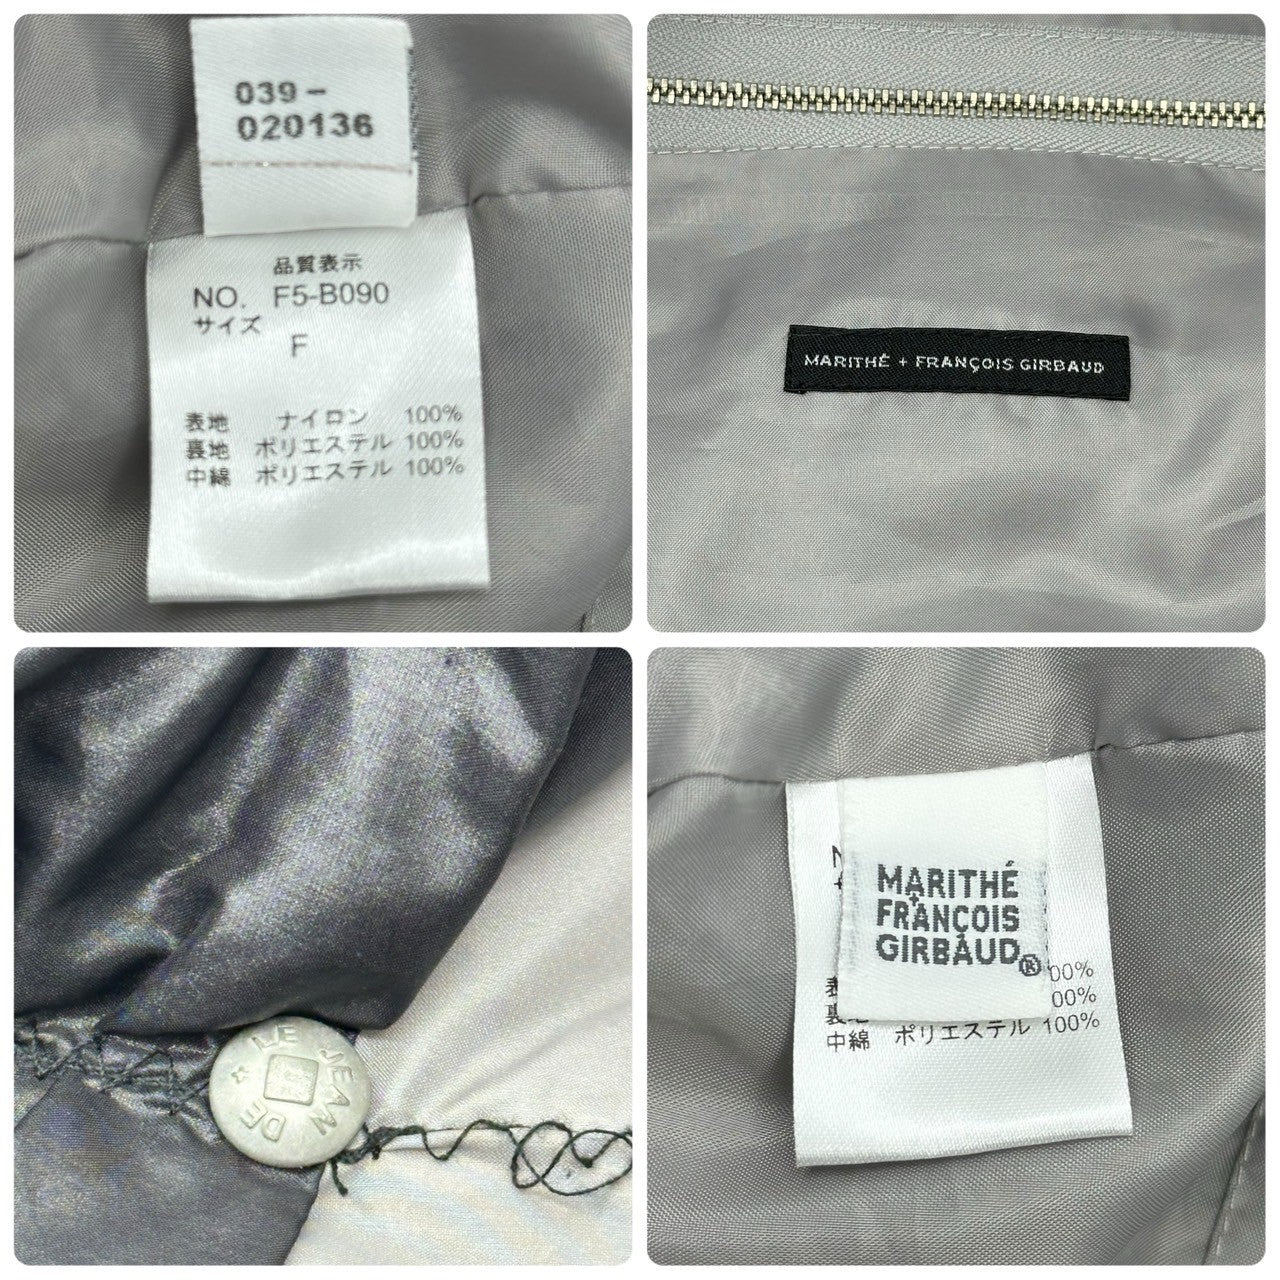 039-
020136
品質表示
NO. F5-B090
サイズ
F
表地 ナイロン 100%
裏地 ポリエステル 100%
中綿 ポリエステル 100%
MARITHÉ + FRANÇOIS GIRBAUD
LE JEAN DE
MARITHÉ
+
FRANÇOIS
GIRBAUD®
00%
00%
中綿 ポリエステル 100%